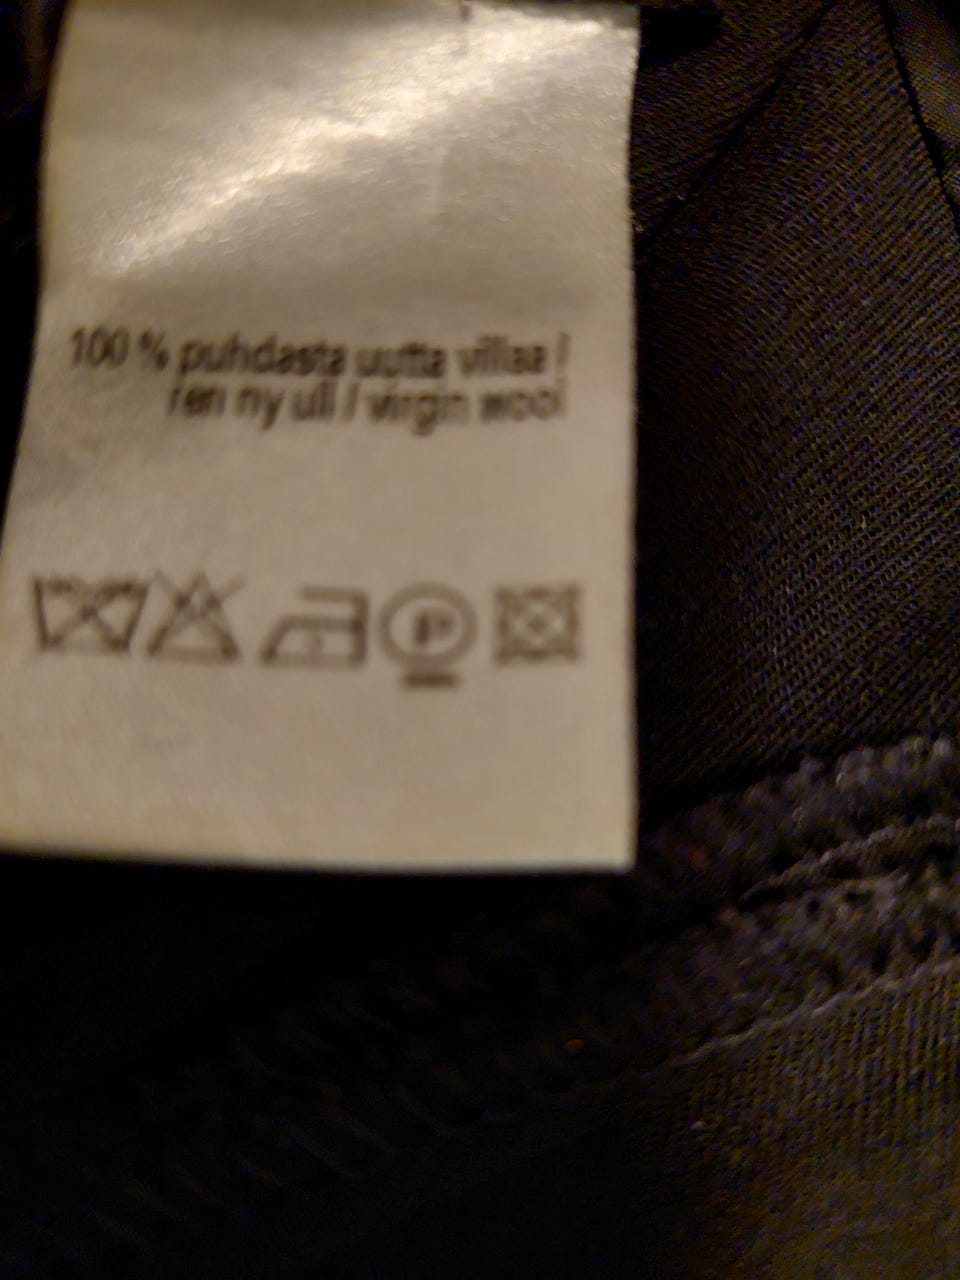 100 % puhdasta uutta villaa /
ren ny ull / virgin wool
P